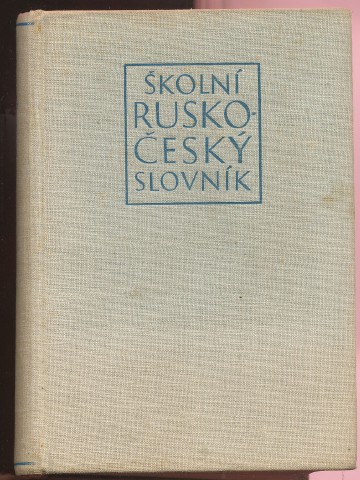 ŠKOLNÍ
RUSKO-
ČESKÝ
SLOVNÍK